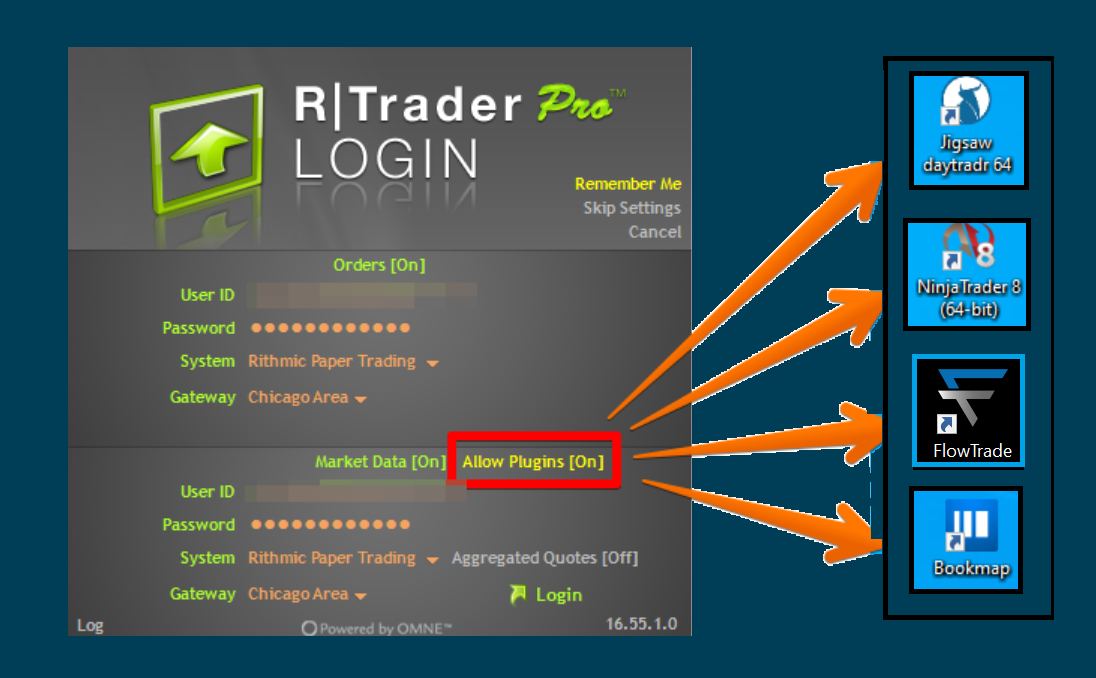 R|Trader Pro™
LOGIN
Remember Me
Skip Settings
Cancel
Orders [On]
User ID
Password ●●●●●●●●●●●●
System Rithmic Paper Trading
Gateway Chicago Area
Market Data [On] Allow Plugins [On]
User ID
Password ●●●●●●●●●●●●
System Rithmic Paper Trading Aggregated Quotes [Off]
Gateway Chicago Area Login
Log Powered by OMNE™ 16.55.1.0
Jigsaw
daytradr 64
8
NinjaTrader 8
(64-bit)
FlowTrade
Bookmap